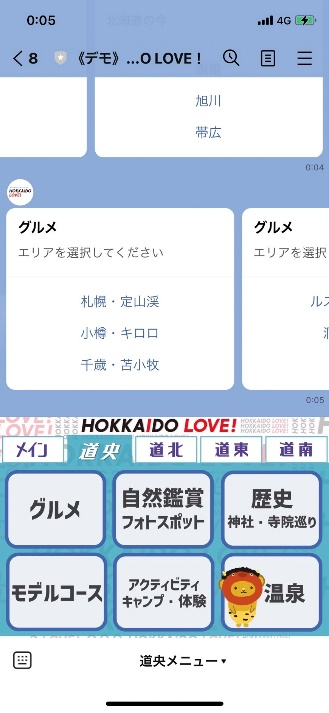 0:05
北海道の今
4G
8
《デモ》...O LOVE！
旭川
帯広
0:04
HOKKAIDO
LOVE!
グルメ
エリアを選択してください
札幌・定山渓
小樽・キロロ
千歳・苫小牧
グルメ
エリアを選択
ルス
0:05
HOKKAIDO LOVE!
メイン
道央
道北
道東
道南
グルメ
自然鑑賞
フォトスポット
歴史
神社・寺院巡り
モデルコース
アクティビティ
キャンプ・体験
温泉
道央メニュー▾